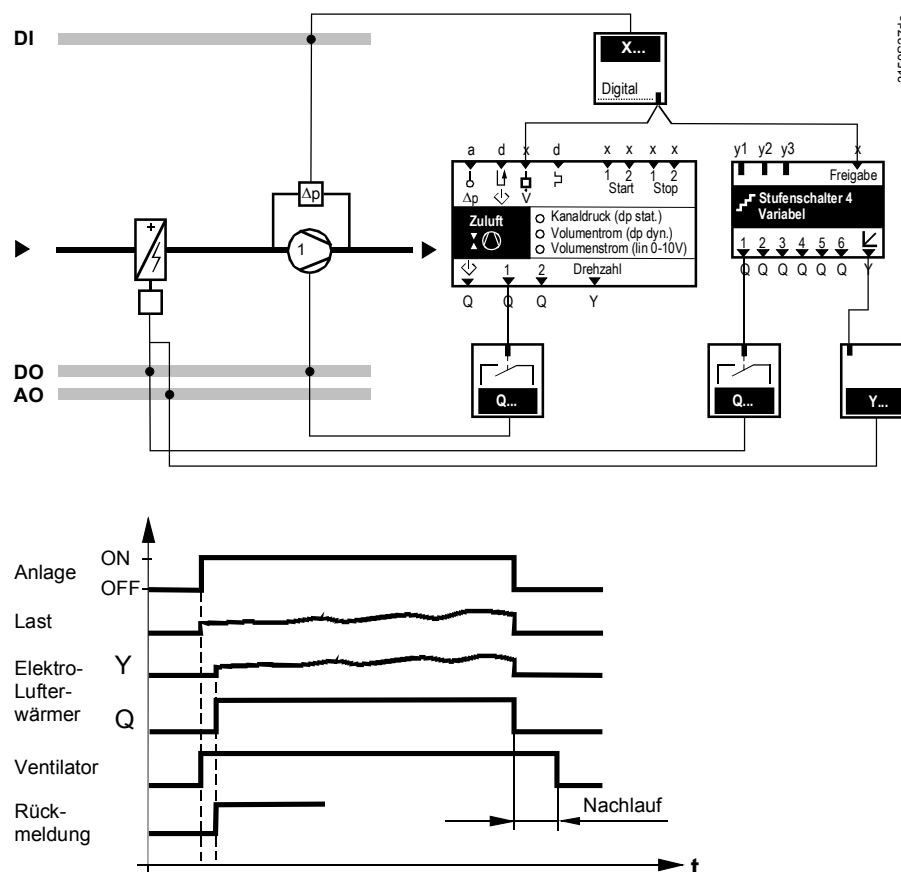 DI
X...
Digital
a d x d x x x x
1 2 1 2
Start Stop
Δp V
Zuluft
Kanaldruck (dp stat.)
Volumentrom (dp dyn.)
Volumenstrom (lin 0-10V)
1 2 Drehzahl
Q Q Q Y
y1 y2 y3 x
Freigabe
Stufenschalter 4
Variabel
1 2 3 4 5 6
Q Q Q Q Q Q Y
Δp
+
1
DO
AO
Q...
Q...
Y...
Anlage
ON
OFF
Last
Elektro-
Lufter-
wärmer
Y
Q
Ventilator
Rück-
meldung
Nachlauf
t